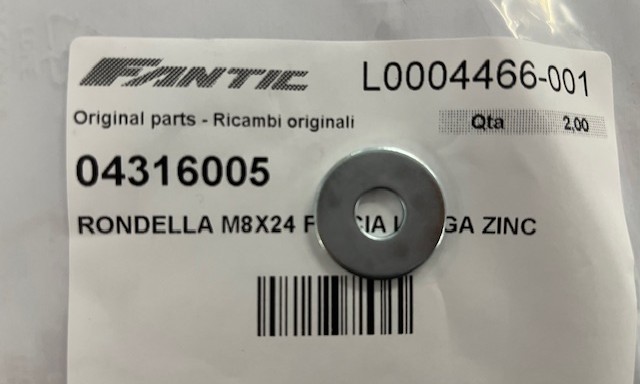 FANTIC
L0004466-001
Original parts - Ricambi originali
Qta 2,00
04316005
RONDELLA M8X24 ZINC